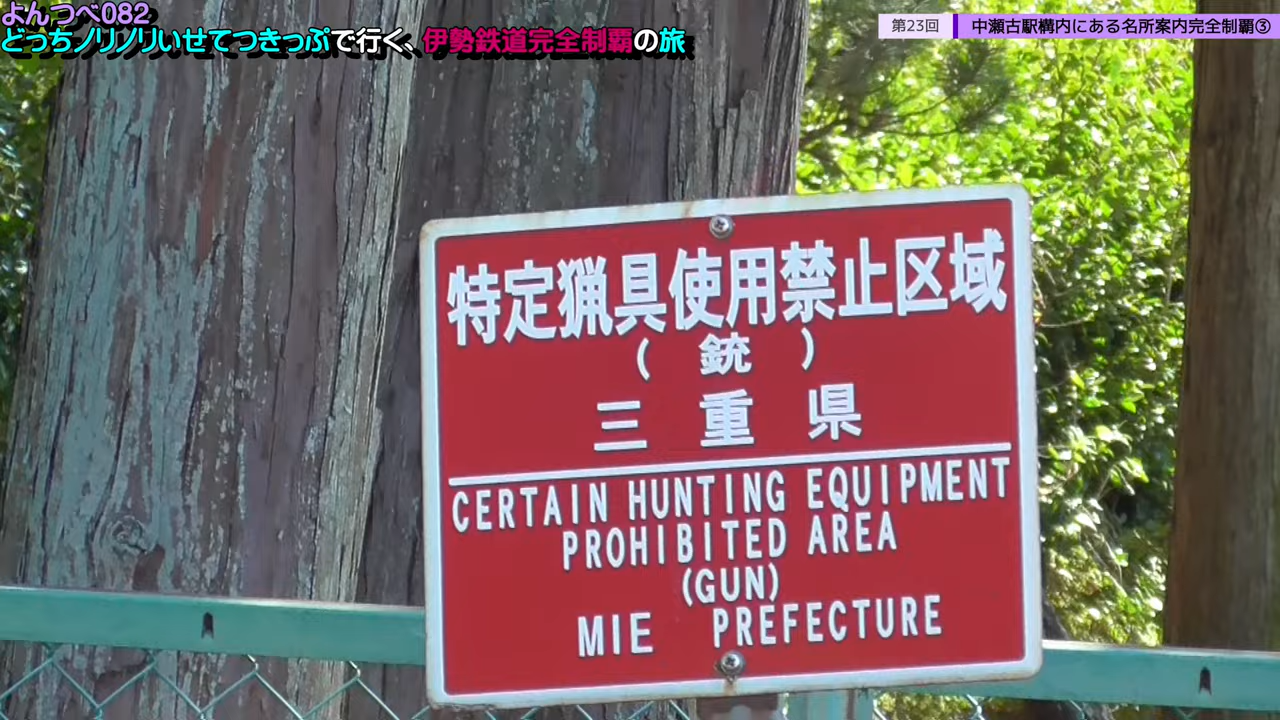 よんつべ082
どっちノリノリいせてつきっぷで行く、伊勢鉄道完全制覇の旅
第23回 中瀬古駅構内にある名所案内完全制覇③
特定猟具使用禁止区域
(銃)
三重県
CERTAIN HUNTING EQUIPMENT
PROHIBITED AREA
(GUN)
MIE PREFECTURE